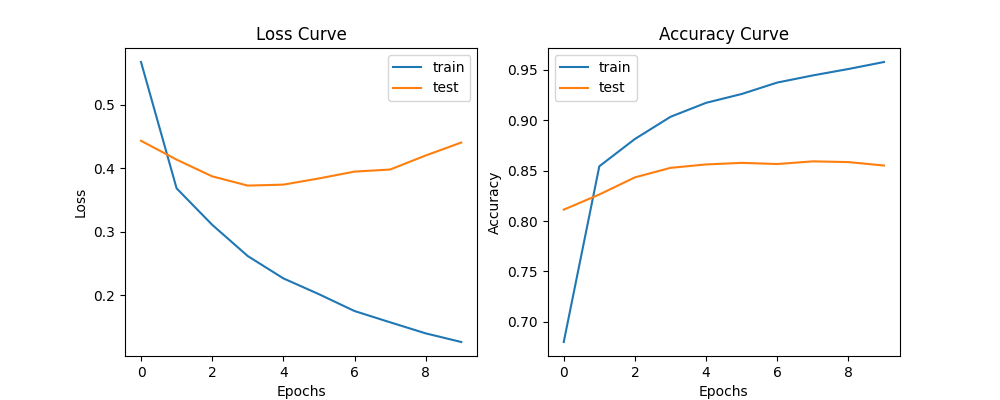 Loss Curve
train
test
0.5
0.4
0.3
0.2
Loss
0 2 4 6 8
Epochs
Accuracy Curve
train
test
0.95
0.90
0.85
0.80
0.75
0.70
Accuracy
0 2 4 6 8
Epochs